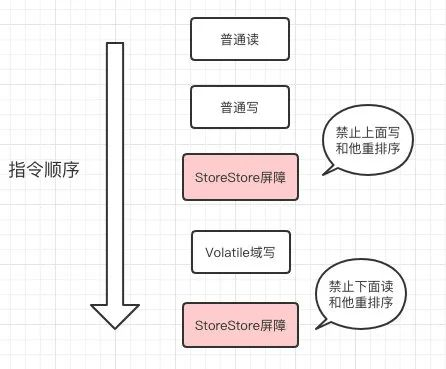 普通读
普通写
禁止上面写
和他重排序
指令顺序
StoreStore屏障
Volatile域写
禁止下面读
和他重排序
StoreStore屏障